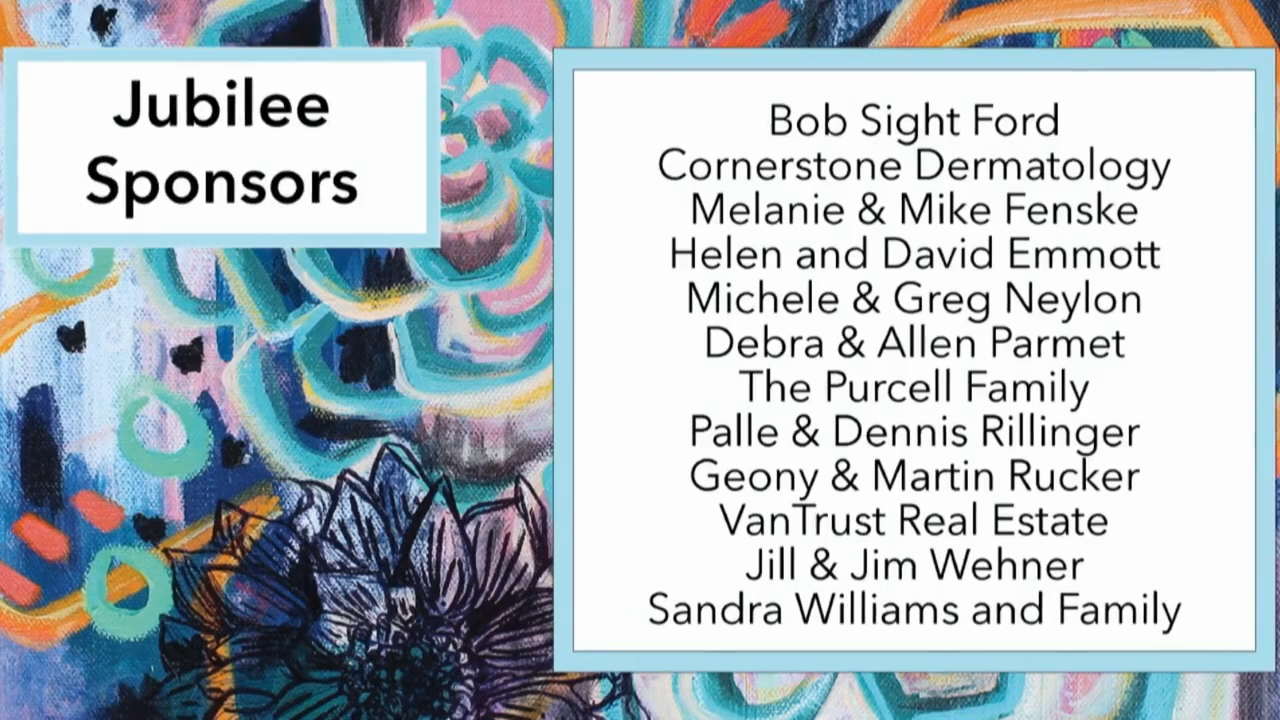 Jubilee
Sponsors
Bob Sight Ford
Cornerstone Dermatology
Melanie & Mike Fenske
Helen and David Emmott
Michele & Greg Neylon
Debra & Allen Parmet
The Purcell Family
Palle & Dennis Rillinger
Geony & Martin Rucker
VanTrust Real Estate
Jill & Jim Wehner
Sandra Williams and Family